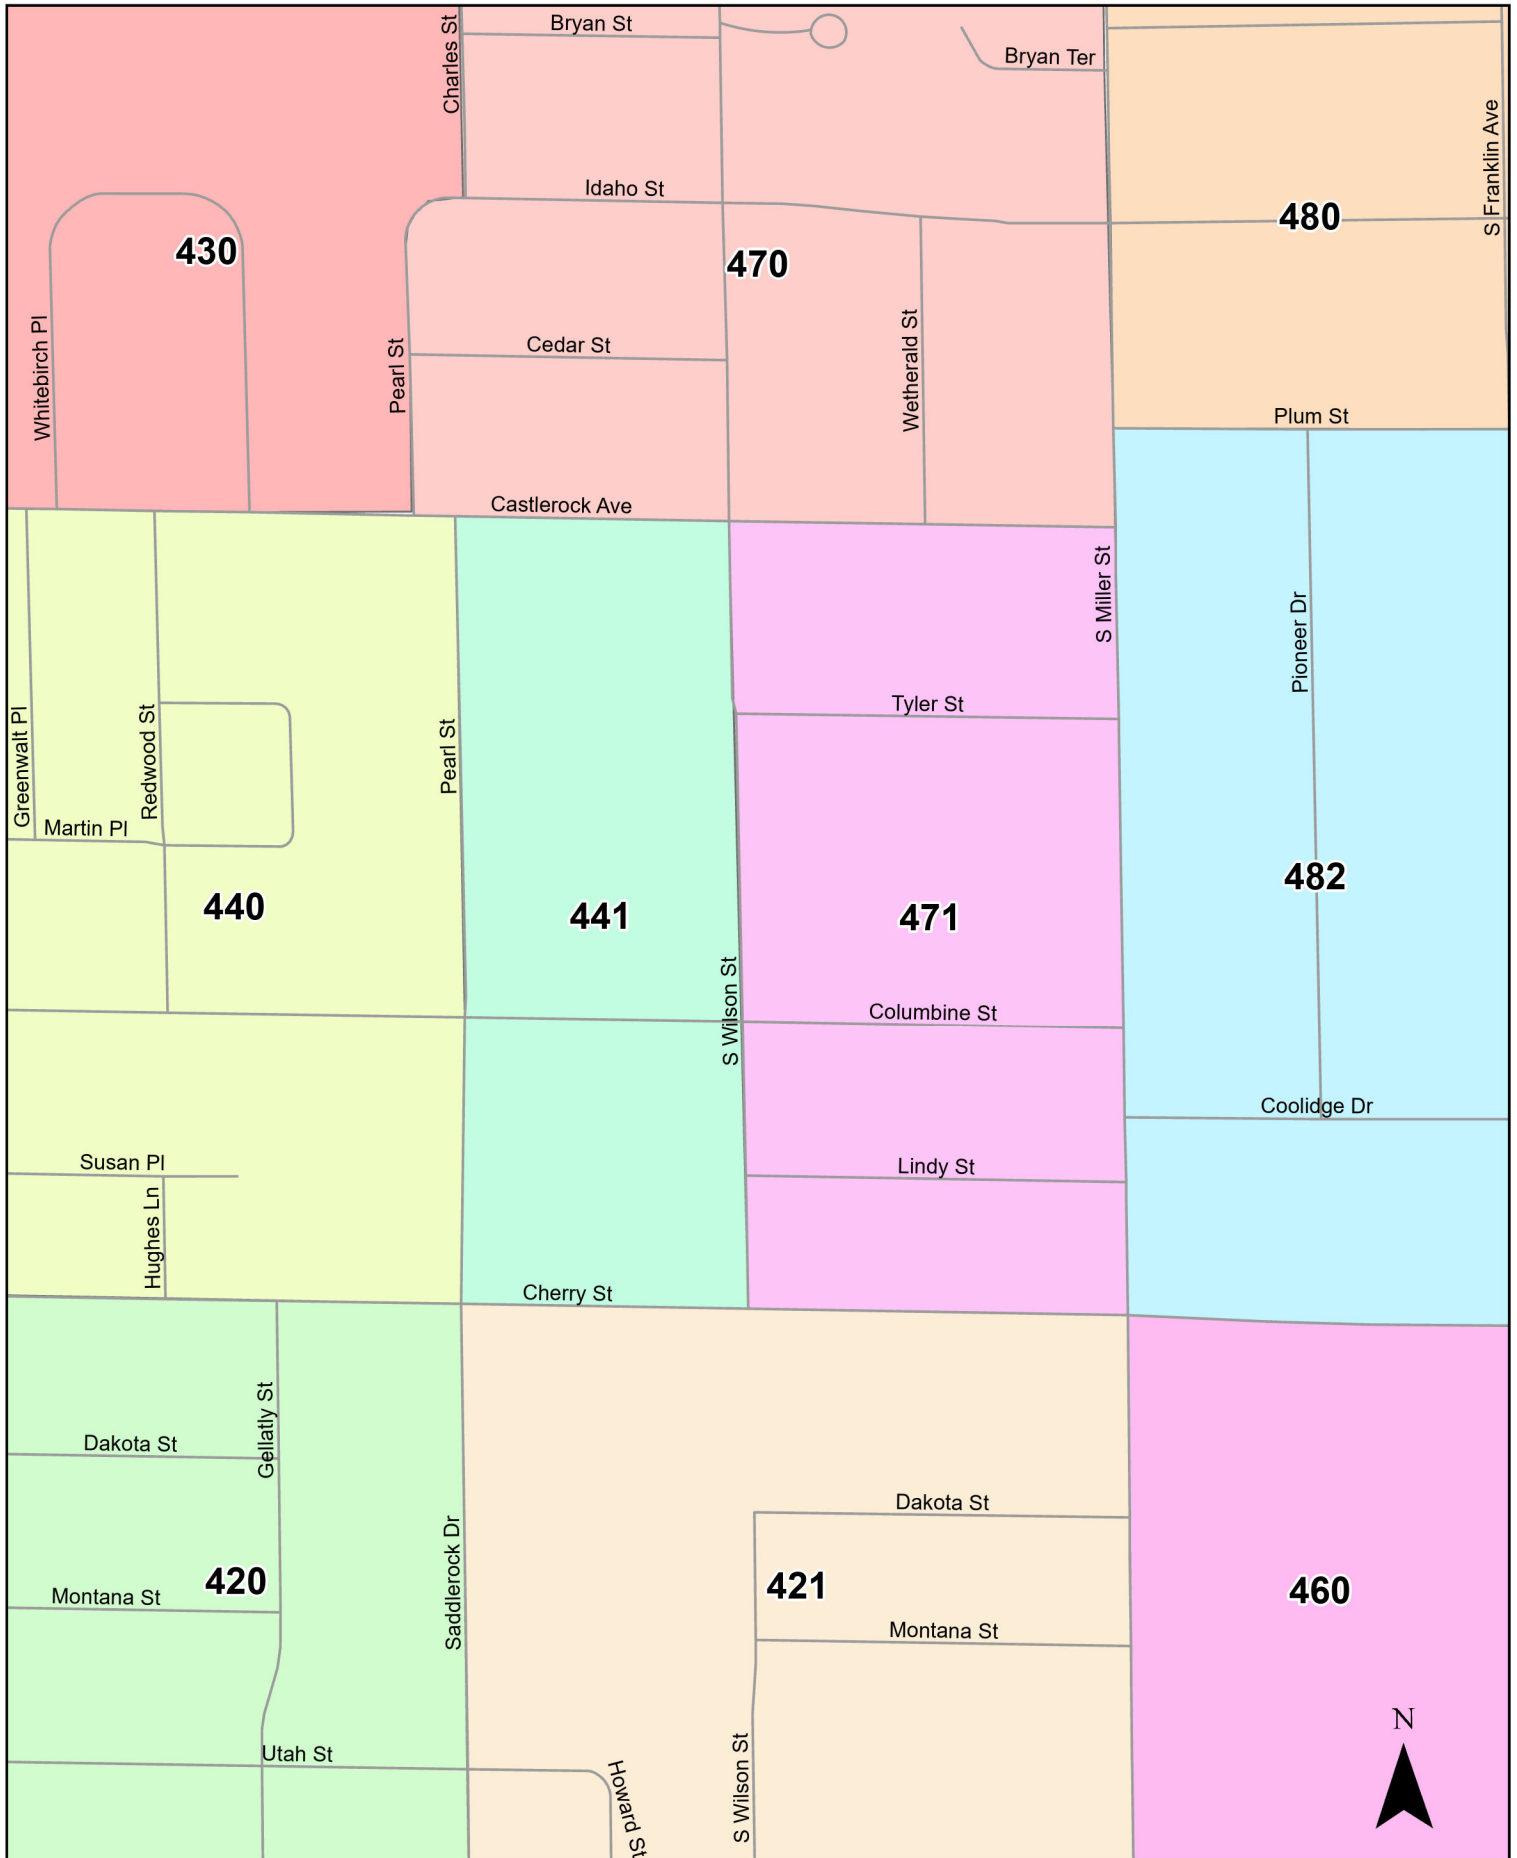 Charles St
Bryan St
Bryan Ter
S Franklin Ave
Idaho St
480
430
470
Whitebirch Pl
Pearl St
Cedar St
Wetherald St
Plum St
Castlerock Ave
S Miller St
Pioneer Dr
Greenwalt Pl
Redwood St
Pearl St
Tyler St
Martin Pl
440
441
471
482
S Wilson St
Columbine St
Coolidge Dr
Susan Pl
Lindy St
Hughes Ln
Cherry St
Gellatly St
Dakota St
Dakota St
Saddlerock Dr
420
421
460
Montana St
Montana St
N
Utah St
Howard St
S Wilson St